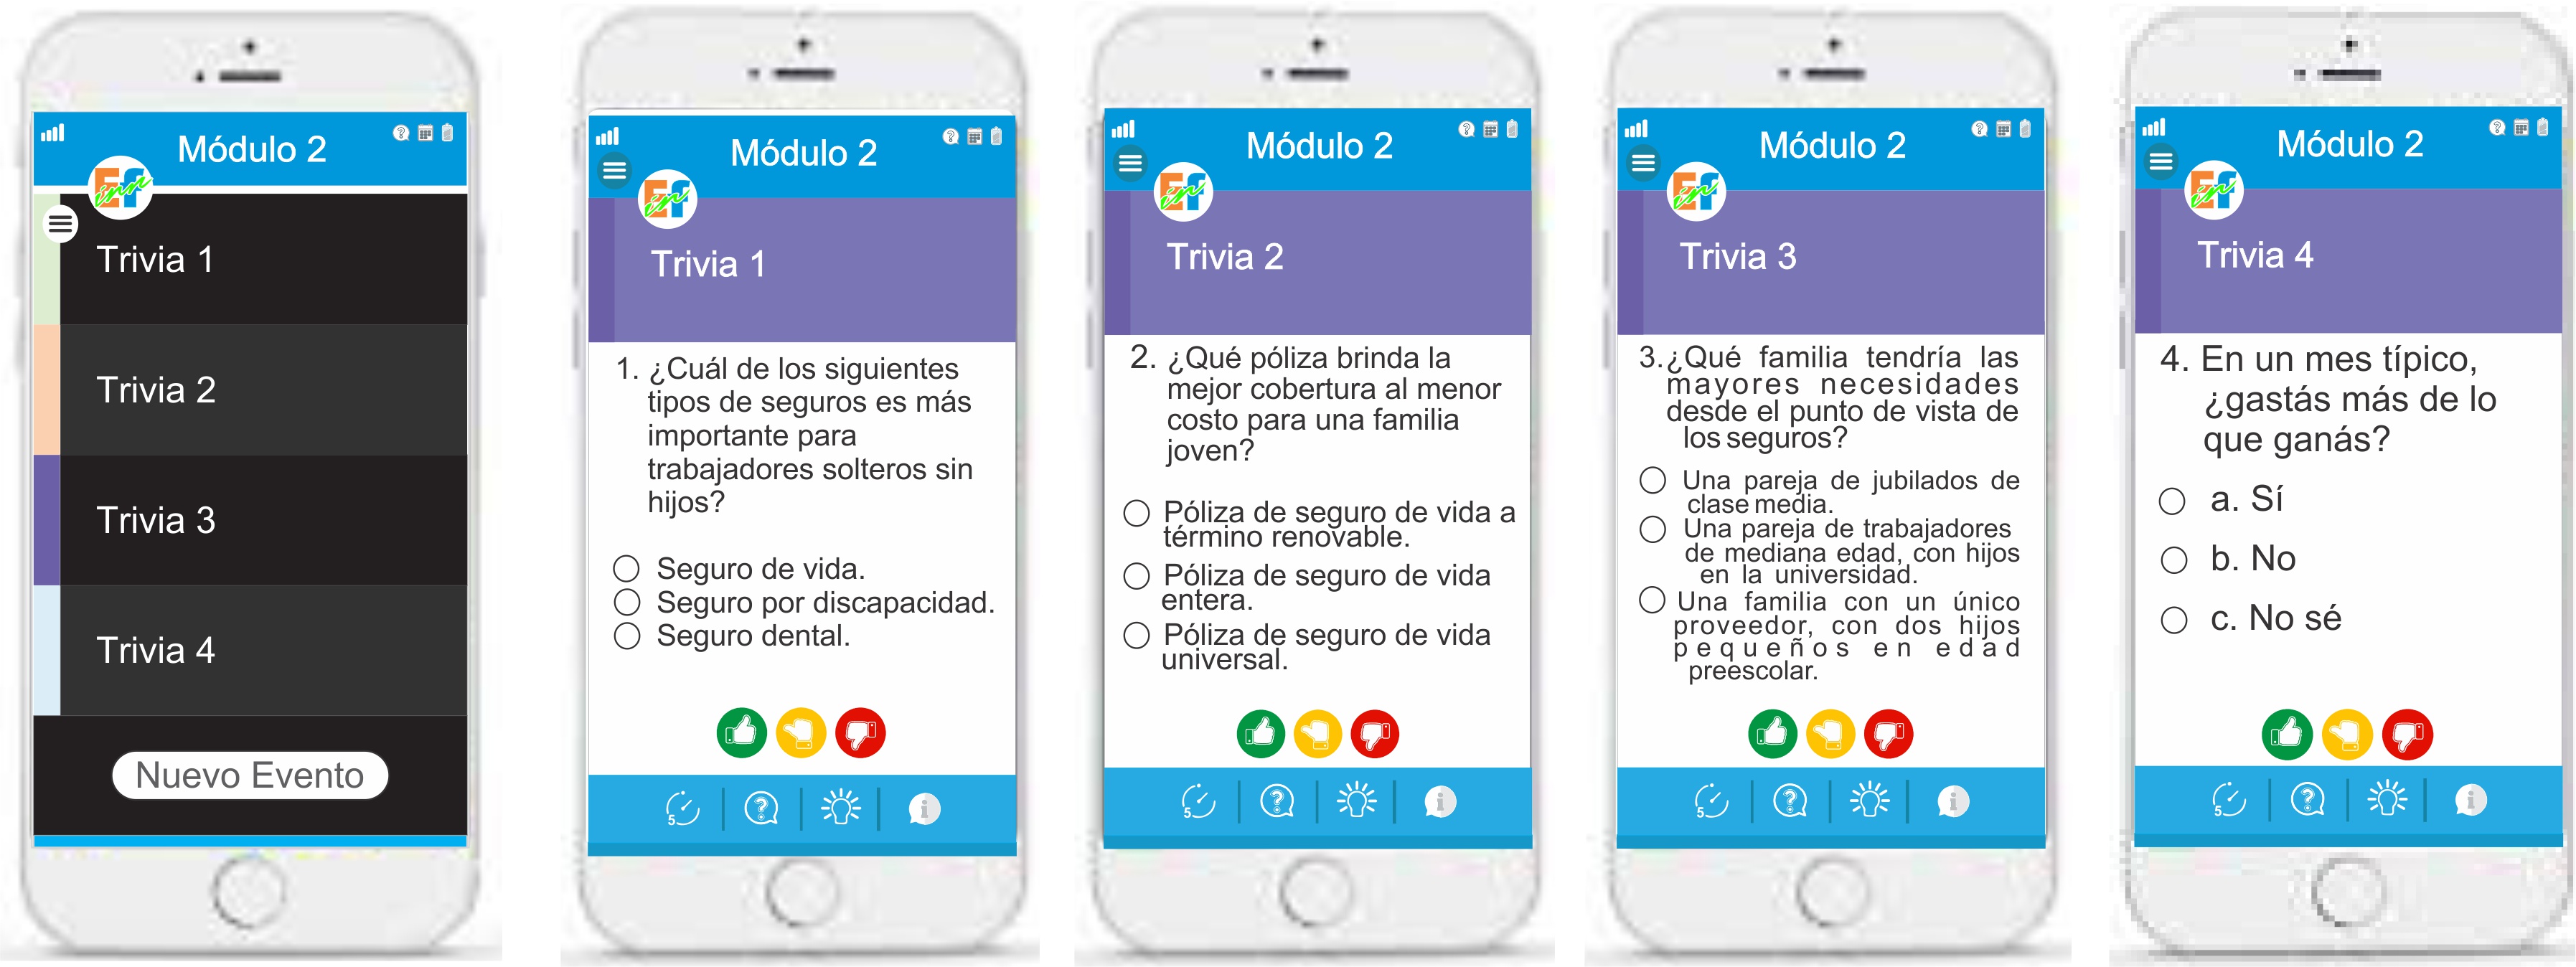 Módulo 2
Einnf
Trivia 1
Trivia 2
Trivia 3
Trivia 4
Nuevo Evento
Módulo 2
Trivia 1
1. ¿Cuál de los siguientes
tipos de seguros es más
importante para
trabajadores solteros sin
hijos?
Seguro de vida.
Seguro por discapacidad.
Seguro dental.
5
?
i
Módulo 2
Trivia 2
2. ¿Qué póliza brinda la
mejor cobertura al menor
costo para una familia
joven?
Póliza de seguro de vida a
término renovable.
Póliza de seguro de vida
entera.
Póliza de seguro de vida
universal.
5
?
i
Módulo 2
Trivia 3
3.¿Qué familia tendría las
mayores necesidades
desde el punto de vista de
los seguros?
Una pareja de jubilados de
clase media.
Una pareja de trabajadores
de mediana edad, con hijos
en la universidad.
Una familia con un único
proveedor, con dos hijos
pequeños en edad
preescolar.
5
?
i
Módulo 2
Trivia 4
4. En un mes típico,
¿gastás más de lo
que ganás?
a. Sí
b. No
c. No sé
5
?
i